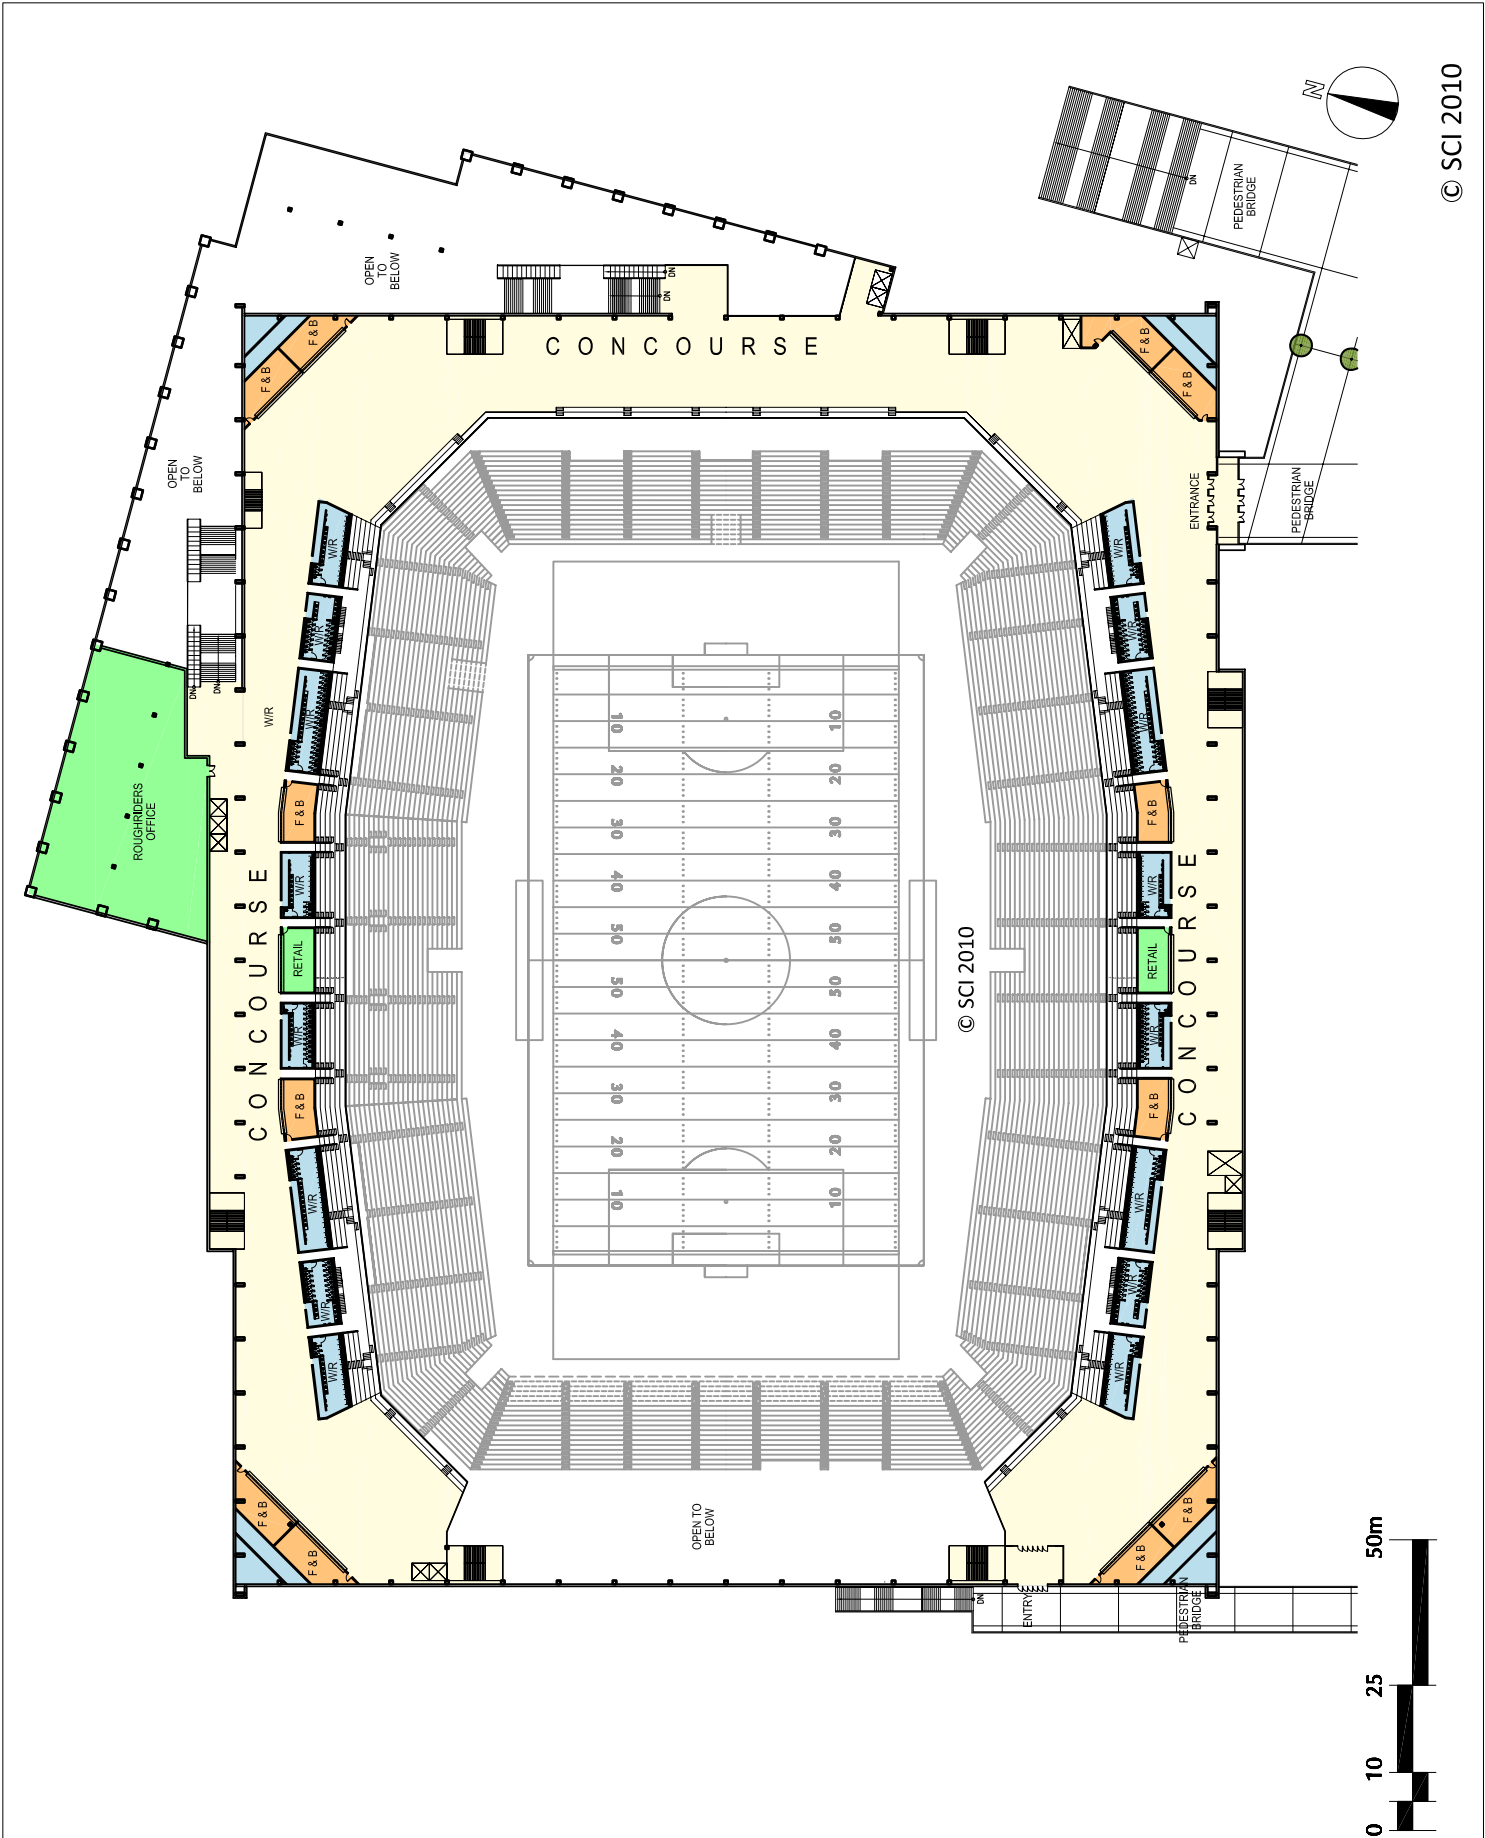 N
© SCI 2010
PEDESTRIAN
BRIDGE
DN
OPEN
TO
BELOW
DN
DN
F & B
F & B
CONCOURSE
F & B
F & B
OPEN
TO
BELOW
ENTRANCE
PEDESTRIAN
BRIDGE
W/R
W/R
W/R
W/R
DN
DN
W/R
W/R
W/R
10
10
20
20
F & B
F & B
ROUGHRIDERS
OFFICE
30
30
40
40
W/R
W/R
CONCOURSE
CONCOURSE
50
50
RETAIL
RETAIL
© SCI 2010
50
50
W/R
W/R
40
40
30
30
F & B
F & B
20
20
10
10
W/R
W/R
W/R
W/R
W/R
W/R
F & B
F & B
OPEN TO
BELOW
F & B
F & B
DN
ENTRY
PEDESTRIAN
BRIDGE
50m
25
10
0